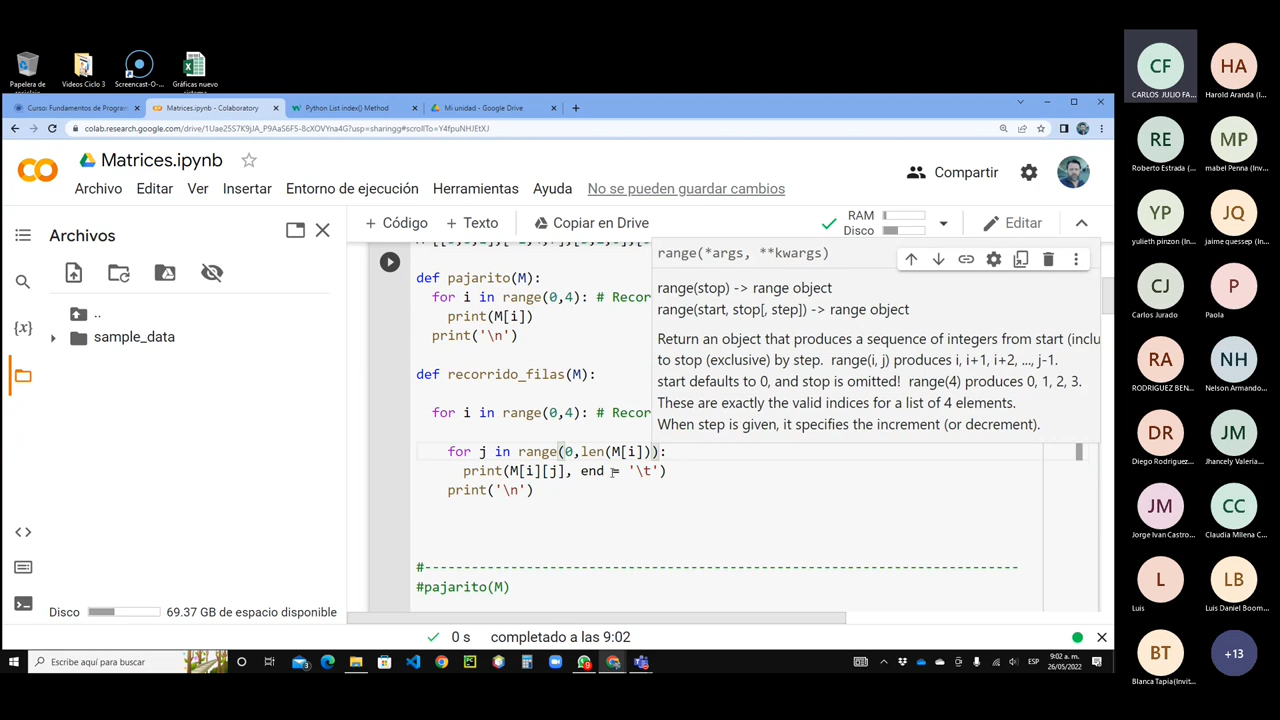 Papelera de reciclaje
Videos Ciclo 3
Screencast-O-...
Gráficas nuevo
Curso: Fundamentos de Program
Matrices.ipynb - Colaboratory
Python List index() Method
Mi unidad - Google Drive
colab.research.google.com/drive/1Uae25S7K9jJA_P9AaS6F5-8cXOVYna4G?usp=sharingg#scrollTo=Y4fpuNHJEtXJ
CO
Matrices.ipynb
Compartir
Archivo Editar Ver Insertar Entorno de ejecución Herramientas Ayuda No se pueden guardar cambios
+ Código + Texto Copiar en Drive
RAM
Disco
Editar
Archivos
..
sample_data
{x}
Disco 69.37 GB de espacio disponible
def pajarito(M):
for i in range(0,4): # Recor
print(M[i])
print('\n')
def recorrido_filas(M):
for i in range(0,4): # Recor
for j in range(0,len(M[i])):
print(M[i][j], end = '\t')
print('\n')
#-----------------------------------------------------------------------------
#pajarito(M)
range(*args, **kwargs)
range(stop) -> range object
range(start, stop[, step]) -> range object
Return an object that produces a sequence of integers from start (inclu
to stop (exclusive) by step. range(i, j) produces i, i+1, i+2, ..., j-1.
start defaults to 0, and stop is omitted! range(4) produces 0, 1, 2, 3.
These are exactly the valid indices for a list of 4 elements.
When step is given, it specifies the increment (or decrement).
0 s completado a las 9:02
Escribe aquí para buscar
ESP
9:02 a. m.
26/05/2022
CF
CARLOS JULIO FA...
HA
Harold Aranda (I...
RE
Roberto Estrada (...
MP
mabel Penna (Inv...
YP
yulieth pinzon (In...
JQ
jaime quessep (In...
CJ
Carlos Jurado
P
Paola
RA
RODRIGUEZ BEN...
NH
Nelson Armando...
DR
Diego Rodriguez...
JM
Jhancely Valeria...
JM
Jorge Ivan Castro...
CC
Claudia Milena C...
L
Luis
LB
Luis Daniel Boom...
BT
Blanca Tapia(Invit...
+13